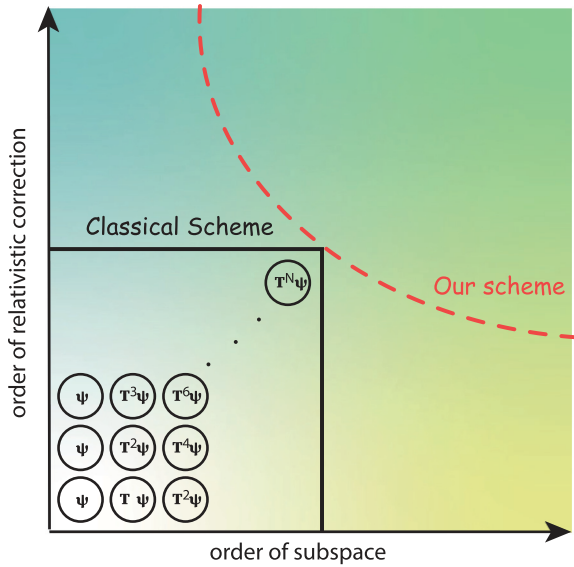 order of relativistic correction
Classical Scheme
TᴺΨ
Our scheme
Ψ T³Ψ T⁶Ψ
Ψ T²Ψ T⁴Ψ
Ψ T Ψ T²Ψ
order of subspace